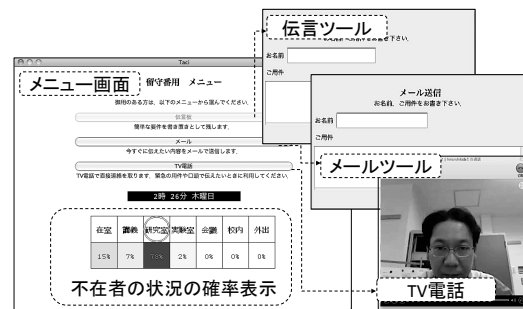 Taci
メニュー画面
留守番用 メニュー
御用のある方は、以下のメニューから選んでください。
伝言板
簡単な要件を書き置きとして残します。
メール
今すぐに伝えたい内容をメールで送信します。
TV電話
TV電話で直接連絡を取ります。緊急の用件や口頭で伝えたいときに利用してください。
2時 26分 木曜日
在室 講義 研究室 実験室 会議 校内 外出
15% 7% 78% 2% 0% 0% 0%
不在者の状況の確率表示
伝言ツール
書き下さい。
お名前
ご用件
メール送信
お名前、ご用件をお書き下さい。
お名前
ご用件
メールツール
TV電話